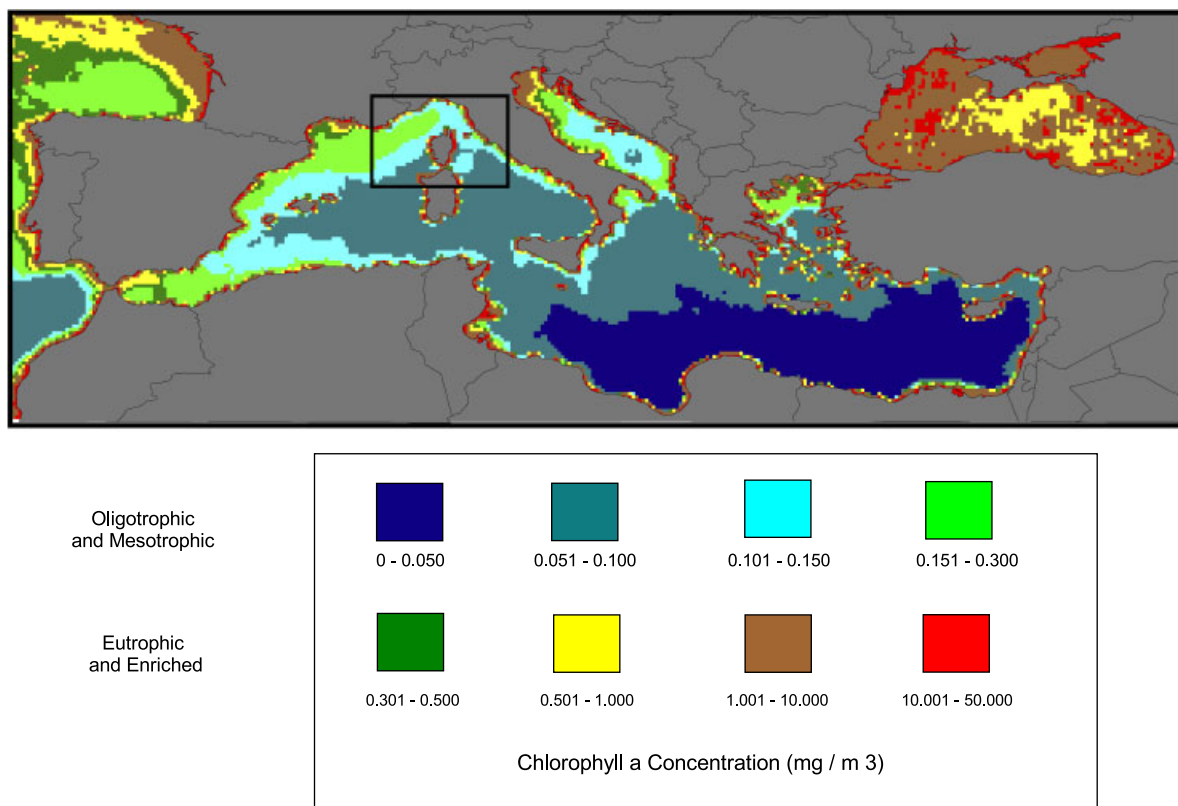 Oligotrophic
and Mesotrophic
0 - 0.050
0.051 - 0.100
0.101 - 0.150
0.151 - 0.300
Eutrophic
and Enriched
0.301 - 0.500
0.501 - 1.000
1.001 - 10.000
10.001 - 50.000
Chlorophyll a Concentration (mg / m 3)